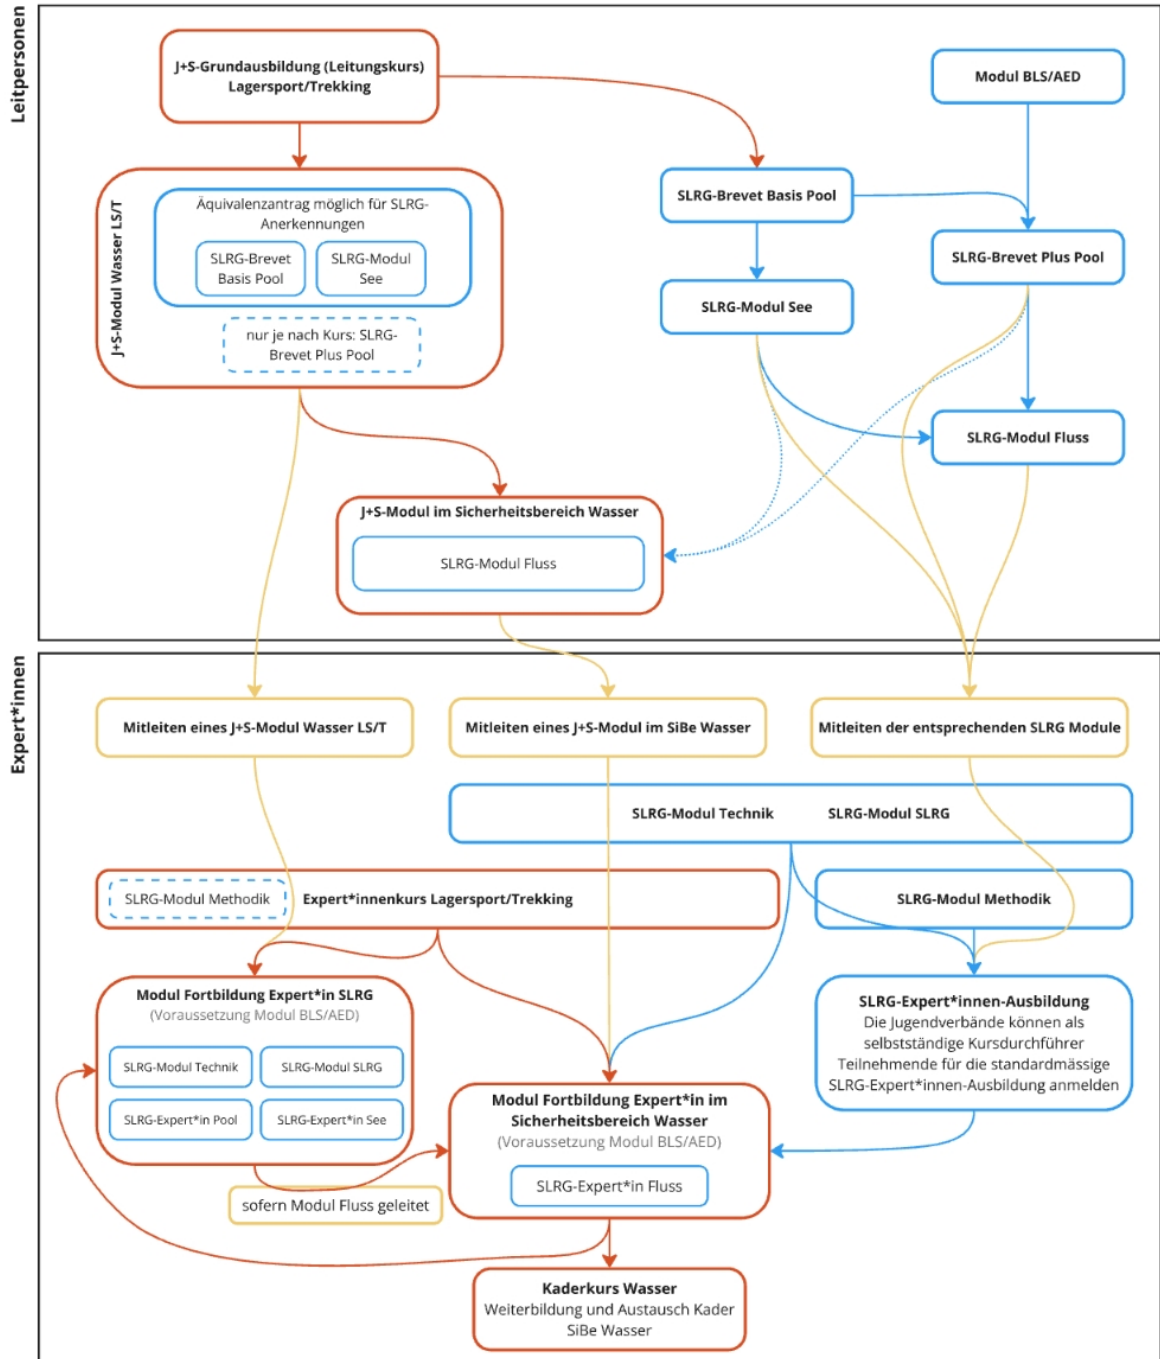 Leitpersonen
J+S-Grundausbildung (Leitungskurs)
Lagersport/Trekking
Modul BLS/AED
J+S-Modul Wasser LS/T
Äquivalenzantrag möglich für SLRG-
Anerkennungen
SLRG-Brevet
Basis Pool
SLRG-Modul
See
nur je nach Kurs: SLRG-
Brevet Plus Pool
SLRG-Brevet Basis Pool
SLRG-Brevet Plus Pool
SLRG-Modul See
SLRG-Modul Fluss
J+S-Modul im Sicherheitsbereich Wasser
SLRG-Modul Fluss
Expert*innen
Mitleiten eines J+S-Modul Wasser LS/T
Mitleiten eines J+S-Modul im SiBe Wasser
Mitleiten der entsprechenden SLRG Module
SLRG-Modul Technik
SLRG-Modul SLRG
SLRG-Modul Methodik
Expert*innenkurs Lagersport/Trekking
SLRG-Modul Methodik
Modul Fortbildung Expert*in SLRG
(Voraussetzung Modul BLS/AED)
SLRG-Modul Technik
SLRG-Modul SLRG
SLRG-Expert*in Pool
SLRG-Expert*in See
SLRG-Expert*innen-Ausbildung
Die Jugendverbände können als
selbstständige Kursdurchführer
Teilnehmende für die standardmässige
SLRG-Expert*innen-Ausbildung anmelden
Modul Fortbildung Expert*in im
Sicherheitsbereich Wasser
(Voraussetzung Modul BLS/AED)
SLRG-Expert*in Fluss
sofern Modul Fluss geleitet
Kaderkurs Wasser
Weiterbildung und Austausch Kader
SiBe Wasser